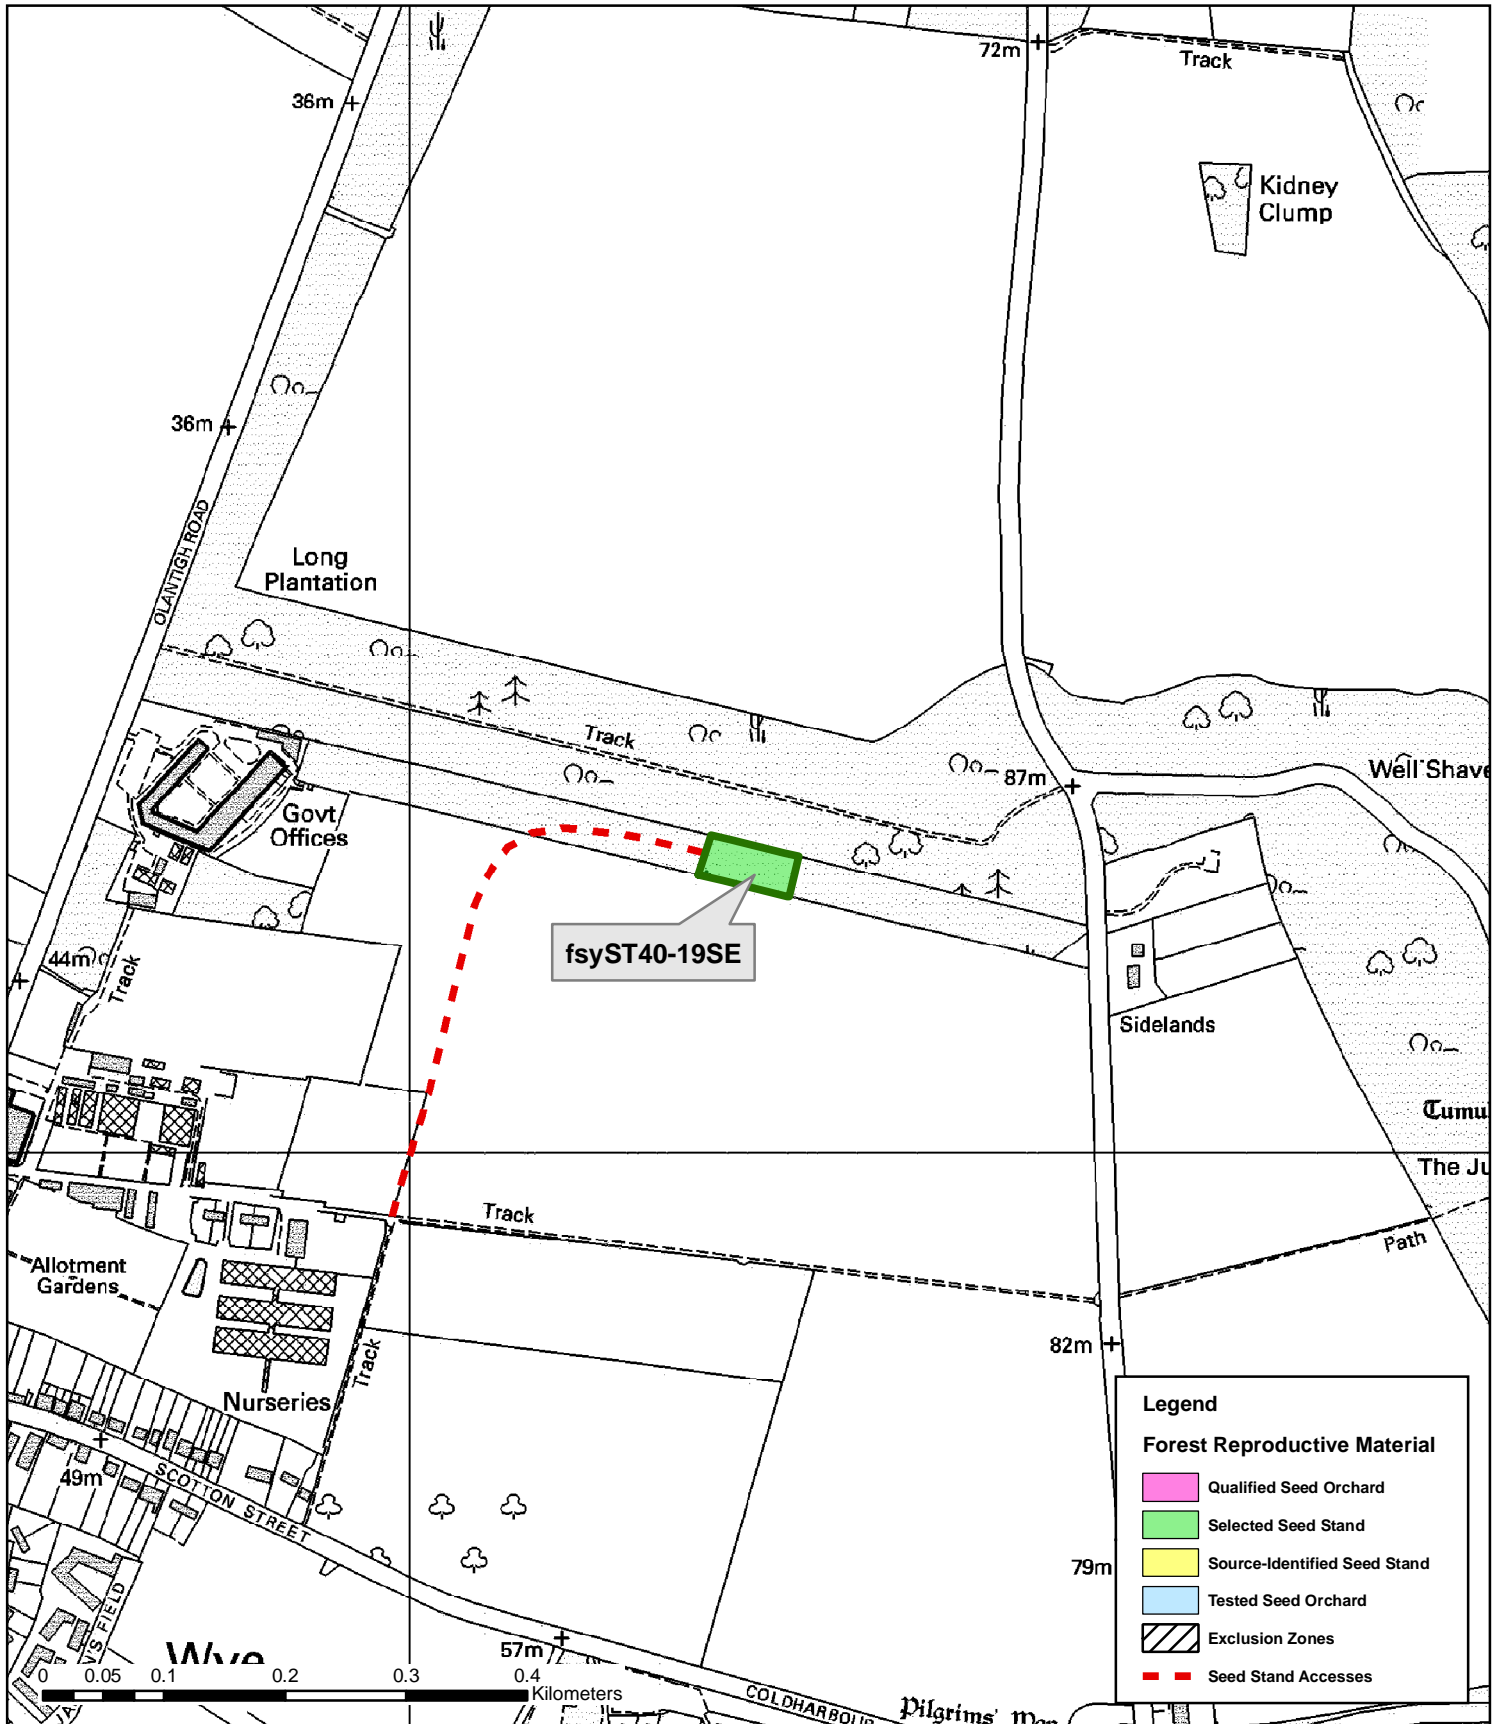 72m
Track
36m
Kidney
Clump
36m
OLANTIGH ROAD
Long
Plantation
Track
87m
Well Shave
Govt
Offices
fsyST40-19SE
44m
Track
Sidelands
Tumu
The Ju
Track
Path
Allotment
Gardens
82m
Track
Nurseries
Legend
Forest Reproductive Material
Qualified Seed Orchard
Selected Seed Stand
Source-Identified Seed Stand
Tested Seed Orchard
Exclusion Zones
Seed Stand Accesses
49m
SCOTTON STREET
79m
W'S FIELD
Wye
57m
0 0.05 0.1 0.2 0.3 0.4
Kilometers
COLDHARBOUR
Pilgrims'